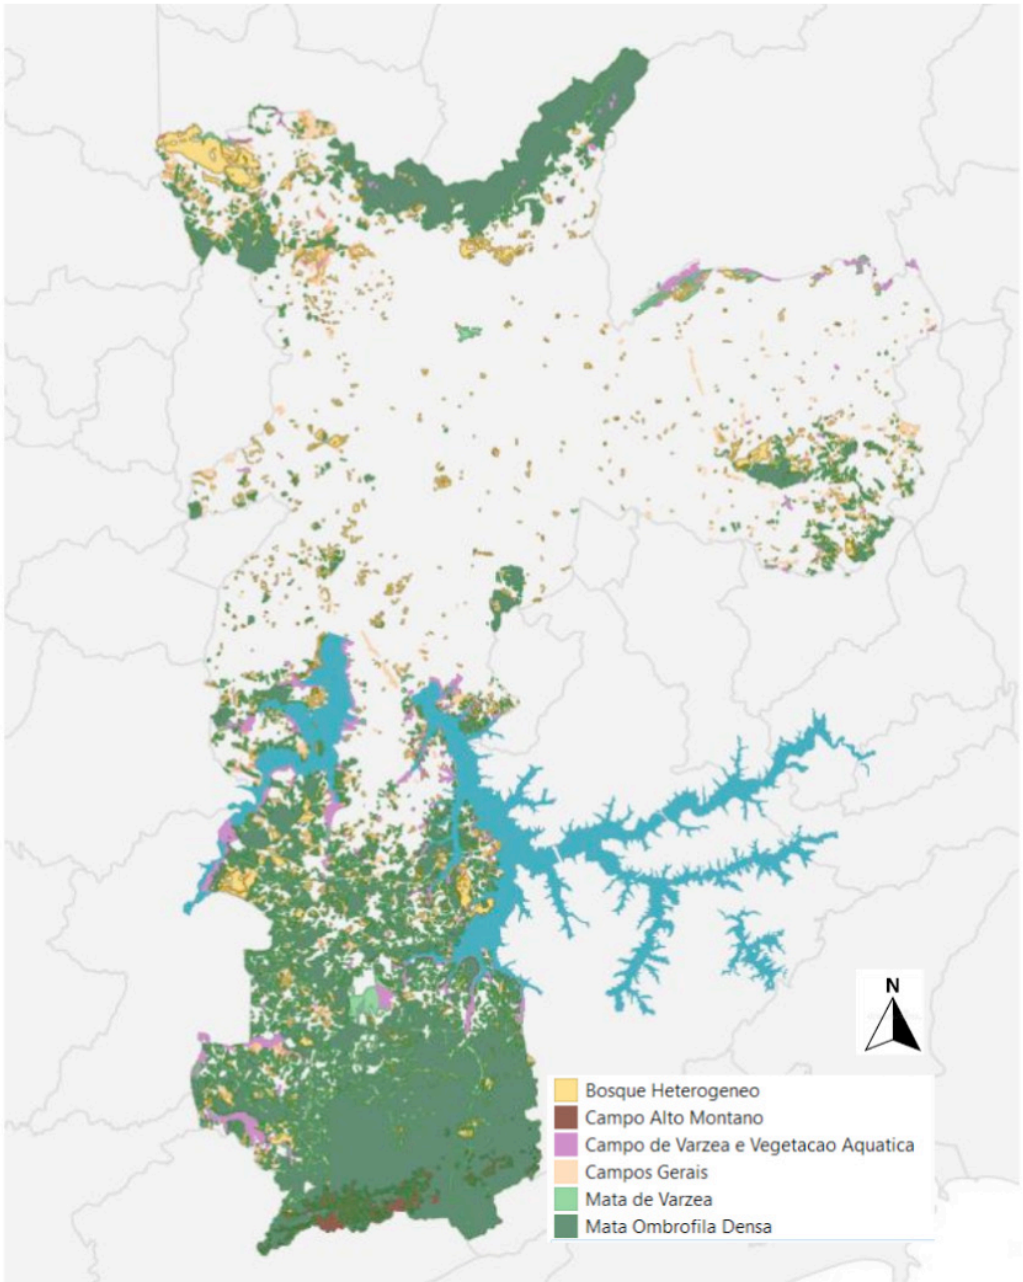 N
Bosque Heterogeneo
Campo Alto Montano
Campo de Varzea e Vegetacao Aquatica
Campos Gerais
Mata de Varzea
Mata Ombrofila Densa